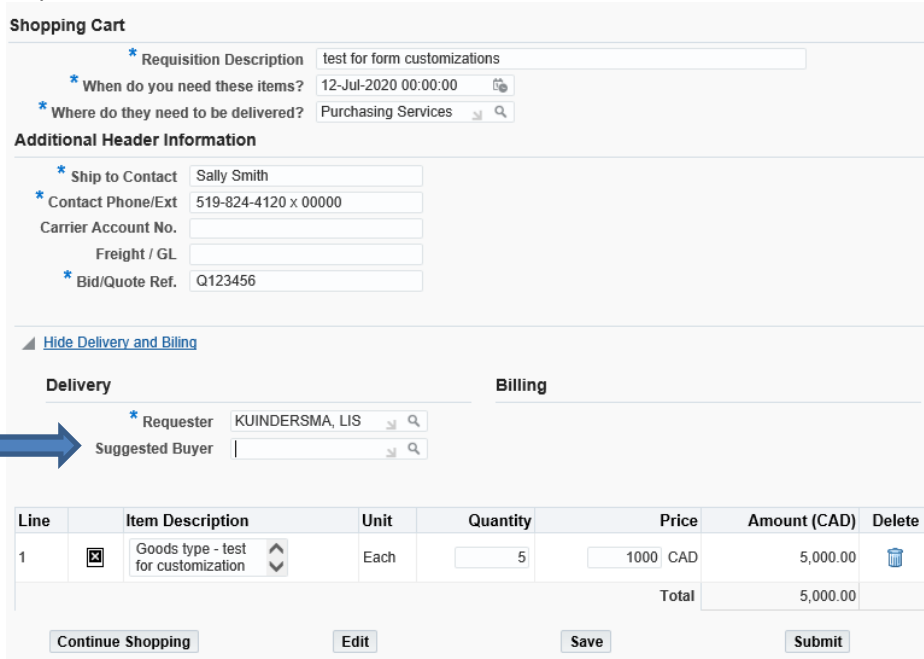 Shopping Cart
* Requisition Description test for form customizations
* When do you need these items? 12-Jul-2020 00:00:00
* Where do they need to be delivered? Purchasing Services
Additional Header Information
* Ship to Contact Sally Smith
* Contact Phone/Ext 519-824-4120 x 00000
Carrier Account No.
Freight / GL
* Bid/Quote Ref. Q123456
Hide Delivery and Biling
Delivery Billing
* Requester KUINDERSMA, LIS
Suggested Buyer
Line Item Description Unit Quantity Price Amount (CAD) Delete
1 Goods type - test for customization Each 5 1000 CAD 5,000.00
Total 5,000.00
Continue Shopping Edit Save Submit